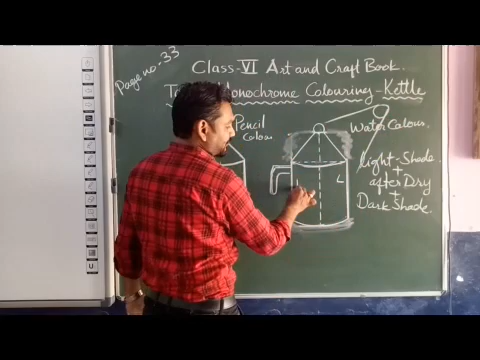 Page no-33
Class-VI Art and Craft Book.
Monochrome Colouring-Kettle
Pencil
Colour
Water Colour.
Light-Shade
+
after Dry
+
Dark Shade.
L